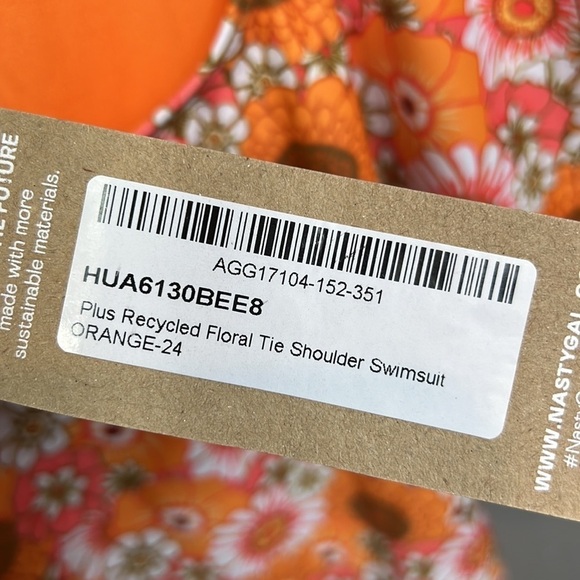 FUTURE
made with more
sustainable materials.
AGG17104-152-351
HUA6130BEE8
Plus Recycled Floral Tie Shoulder Swimsuit
ORANGE-24
WWW.NASTYGAL